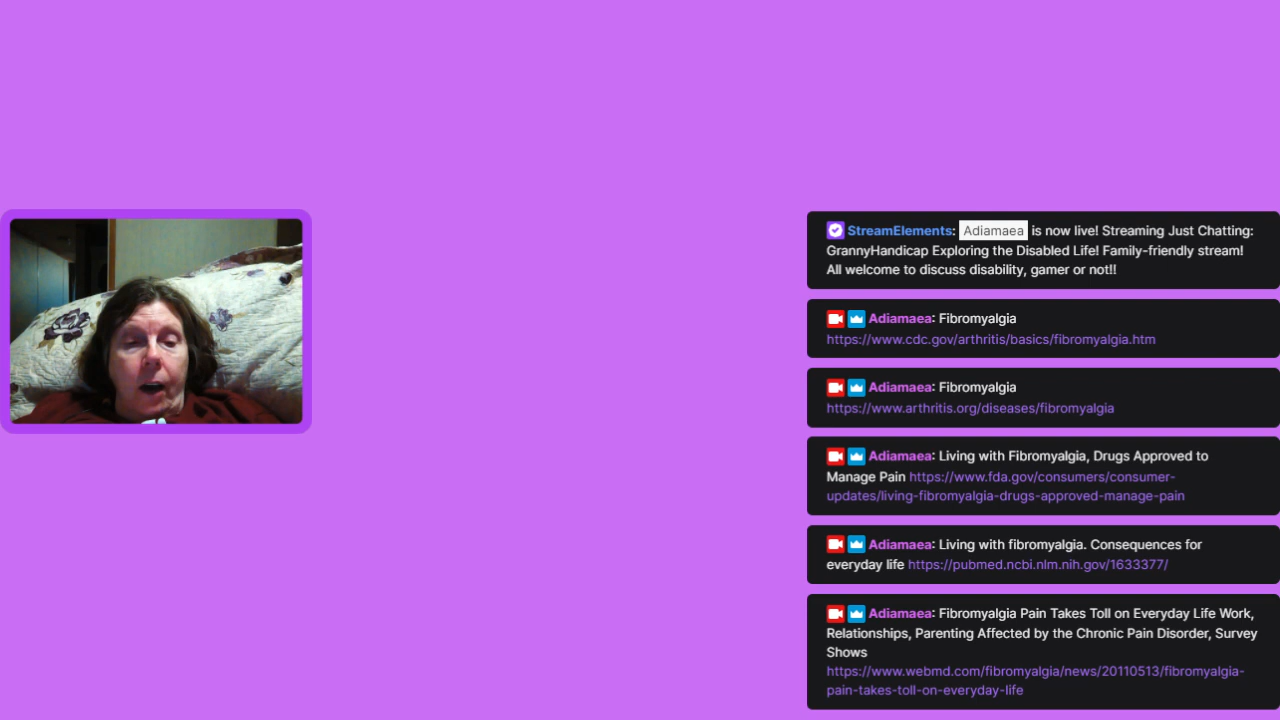 StreamElements: Adiamaea is now live! Streaming Just Chatting:
GrannyHandicap Exploring the Disabled Life! Family-friendly stream!
All welcome to discuss disability, gamer or not!!
Adiamaea: Fibromyalgia
https://www.cdc.gov/arthritis/basics/fibromyalgia.htm
Adiamaea: Fibromyalgia
https://www.arthritis.org/diseases/fibromyalgia
Adiamaea: Living with Fibromyalgia, Drugs Approved to
Manage Pain https://www.fda.gov/consumers/consumer-
updates/living-fibromyalgia-drugs-approved-manage-pain
Adiamaea: Living with fibromyalgia. Consequences for
everyday life https://pubmed.ncbi.nlm.nih.gov/1633377/
Adiamaea: Fibromyalgia Pain Takes Toll on Everyday Life Work,
Relationships, Parenting Affected by the Chronic Pain Disorder, Survey
Shows
https://www.webmd.com/fibromyalgia/news/20110513/fibromyalgia-
pain-takes-toll-on-everyday-life